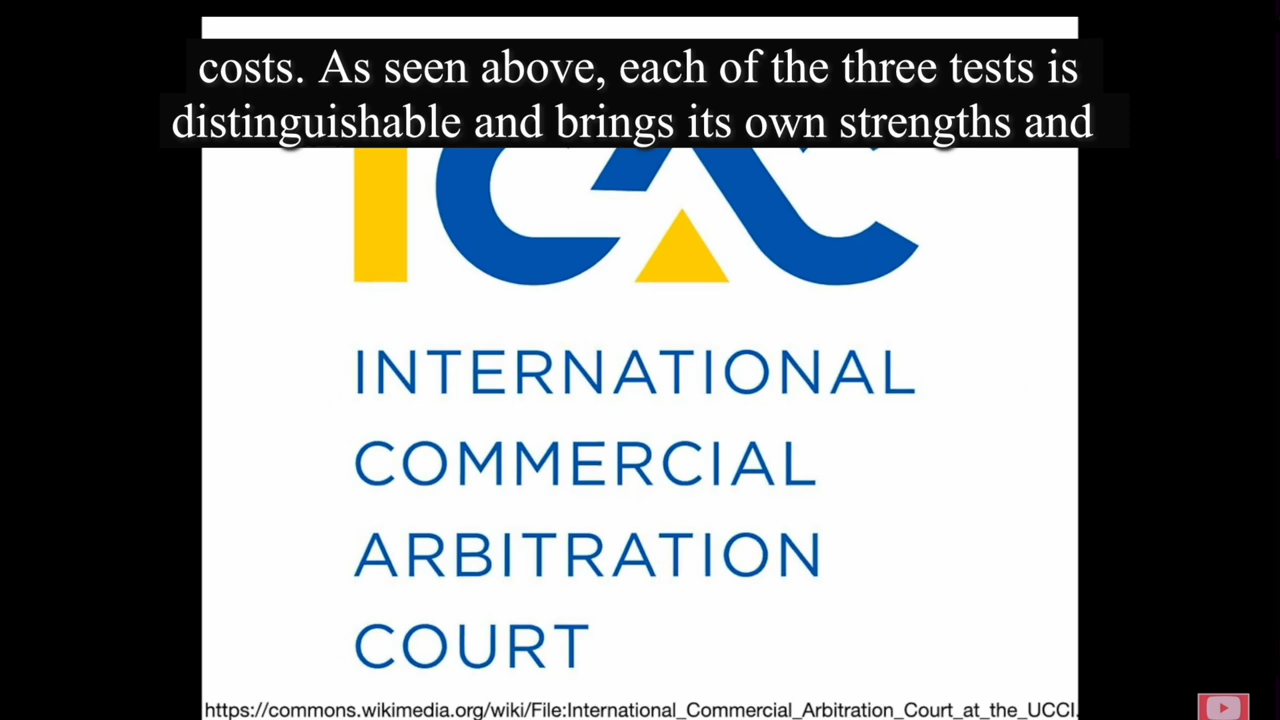 costs. As seen above, each of the three tests is
distinguishable and brings its own strengths and
ICAC
INTERNATIONAL
COMMERCIAL
ARBITRATION
COURT
https://commons.wikimedia.org/wiki/File:International_Commercial_Arbitration_Court_at_the_UCCI.